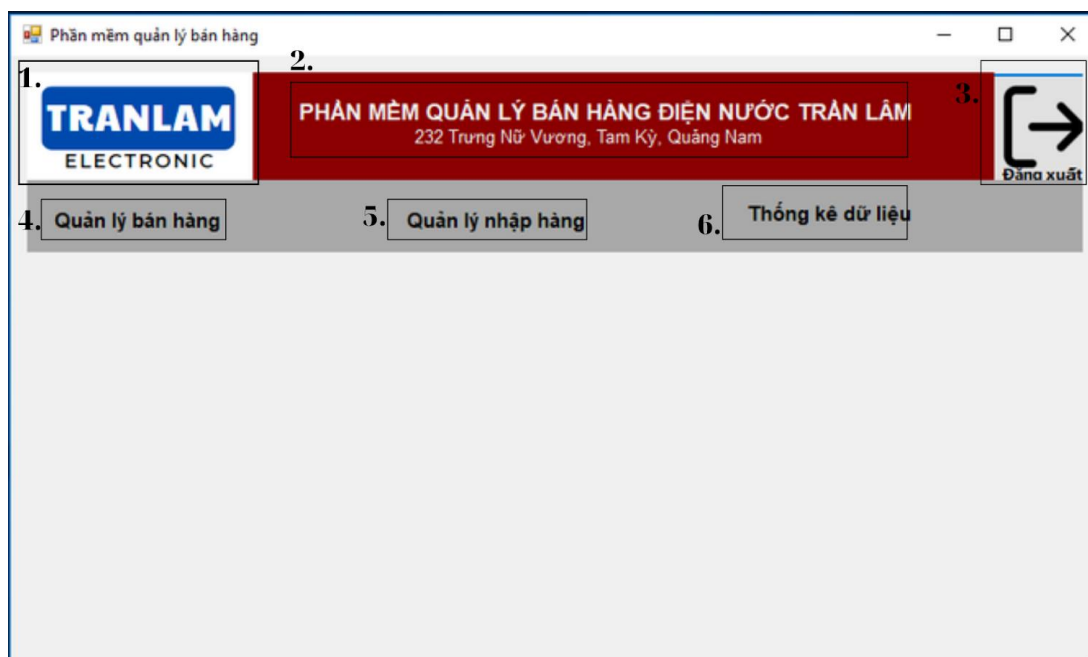 Phần mềm quản lý bán hàng
1.
2.
3.
TRANLAM
ELECTRONIC
PHẦN MỀM QUẢN LÝ BÁN HÀNG ĐIỆN NƯỚC TRẦN LÂM
232 Trưng Nữ Vương, Tam Kỳ, Quảng Nam
Đăng xuất
4.
Quản lý bán hàng
5.
Quản lý nhập hàng
6.
Thống kê dữ liệu